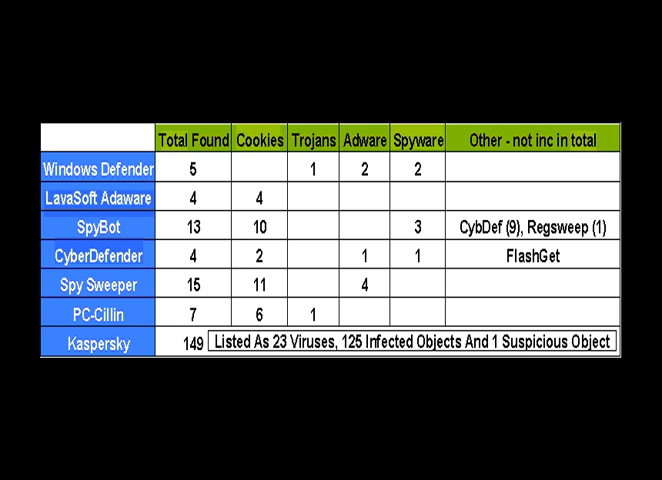 Total Found Cookies Trojans Adware Spyware Other - not inc in total
Windows Defender 5 1 2 2
LavaSoft Adaware 4 4
SpyBot 13 10 3 CybDef (9), Regsweep (1)
CyberDefender 4 2 1 1 FlashGet
Spy Sweeper 15 11 4
PC-Cillin 7 6 1
Kaspersky 149 Listed As 23 Viruses, 125 Infected Objects And 1 Suspicious Object